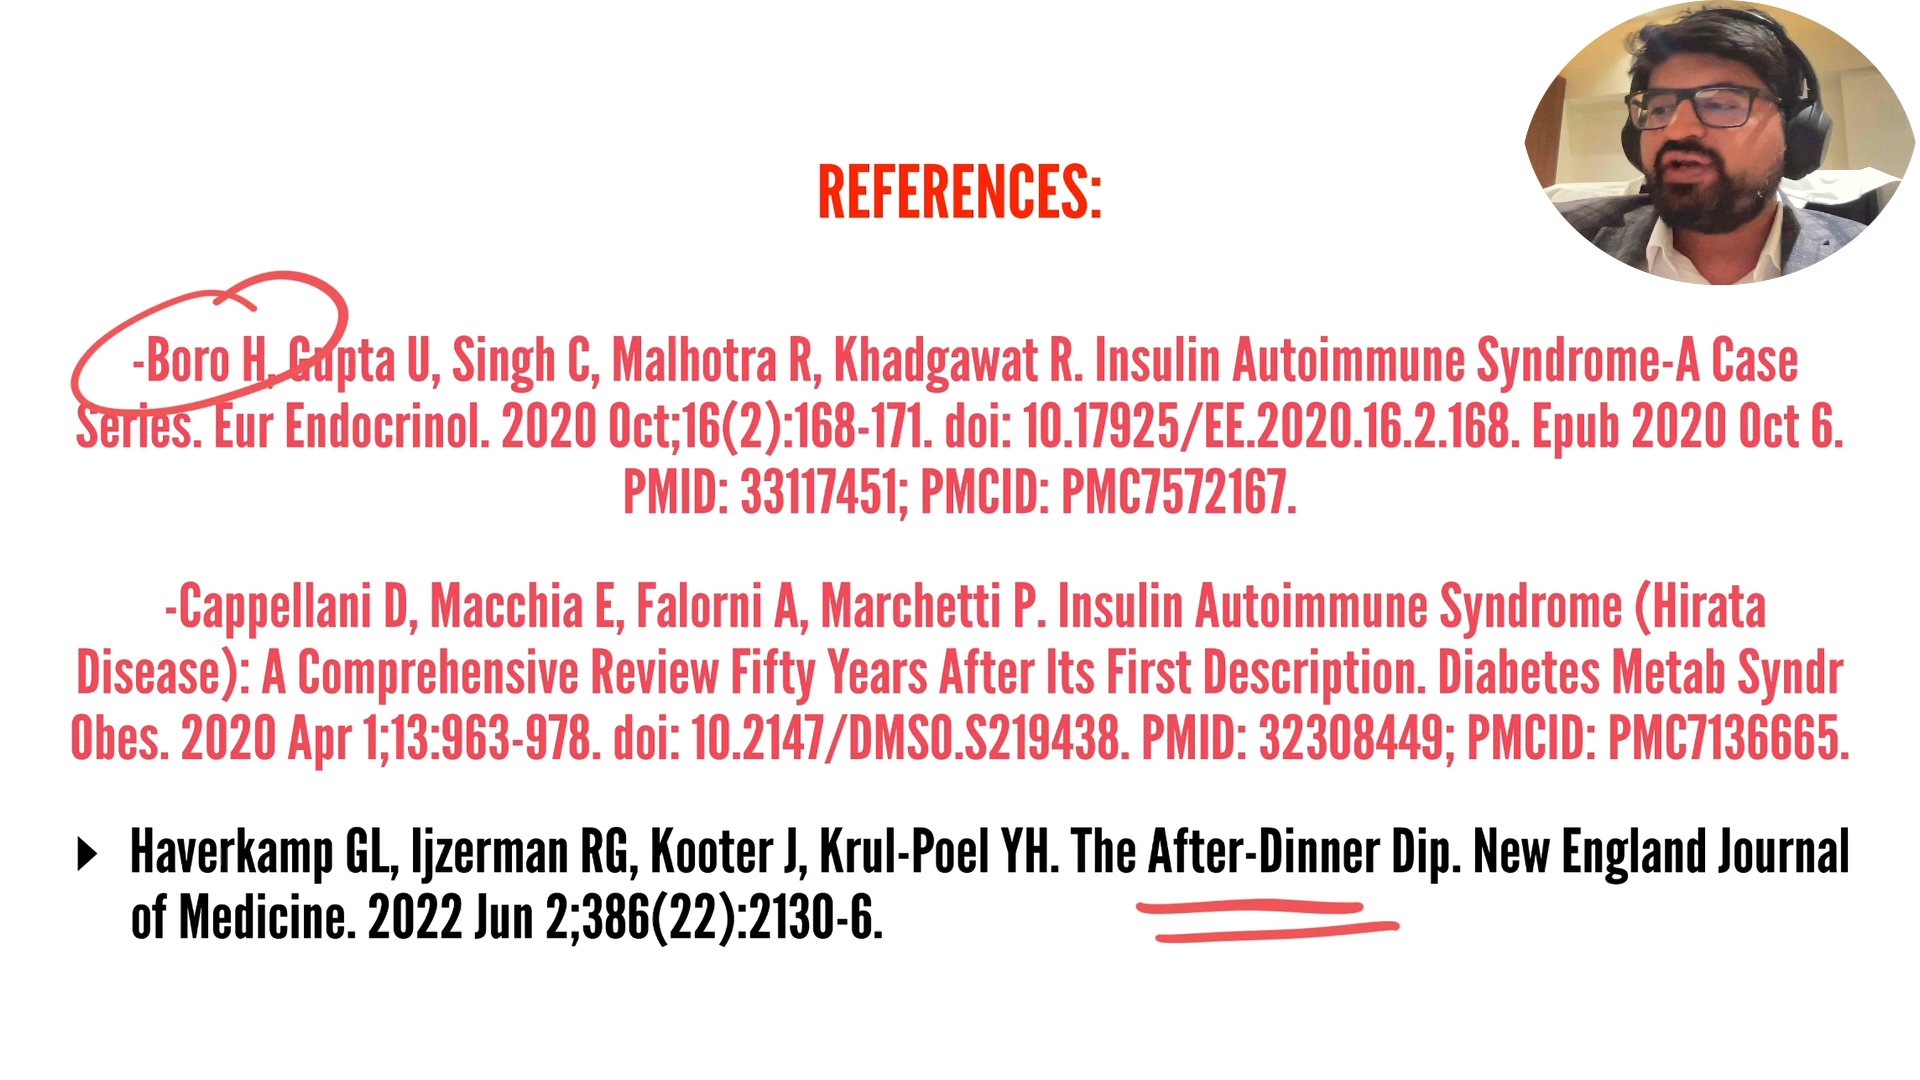 REFERENCES:
-Boro H, Gupta U, Singh C, Malhotra R, Khadgawat R. Insulin Autoimmune Syndrome-A Case
Series. Eur Endocrinol. 2020 Oct;16(2):168-171. doi: 10.17925/EE.2020.16.2.168. Epub 2020 Oct 6.
PMID: 33117451; PMCID: PMC7572167.
-Cappellani D, Macchia E, Falorni A, Marchetti P. Insulin Autoimmune Syndrome (Hirata
Disease): A Comprehensive Review Fifty Years After Its First Description. Diabetes Metab Syndr
Obes. 2020 Apr 1;13:963-978. doi: 10.2147/DMSO.S219438. PMID: 32308449; PMCID: PMC7136665.
Haverkamp GL, Ijzerman RG, Kooter J, Krul-Poel YH. The After-Dinner Dip. New England Journal
of Medicine. 2022 Jun 2;386(22):2130-6.